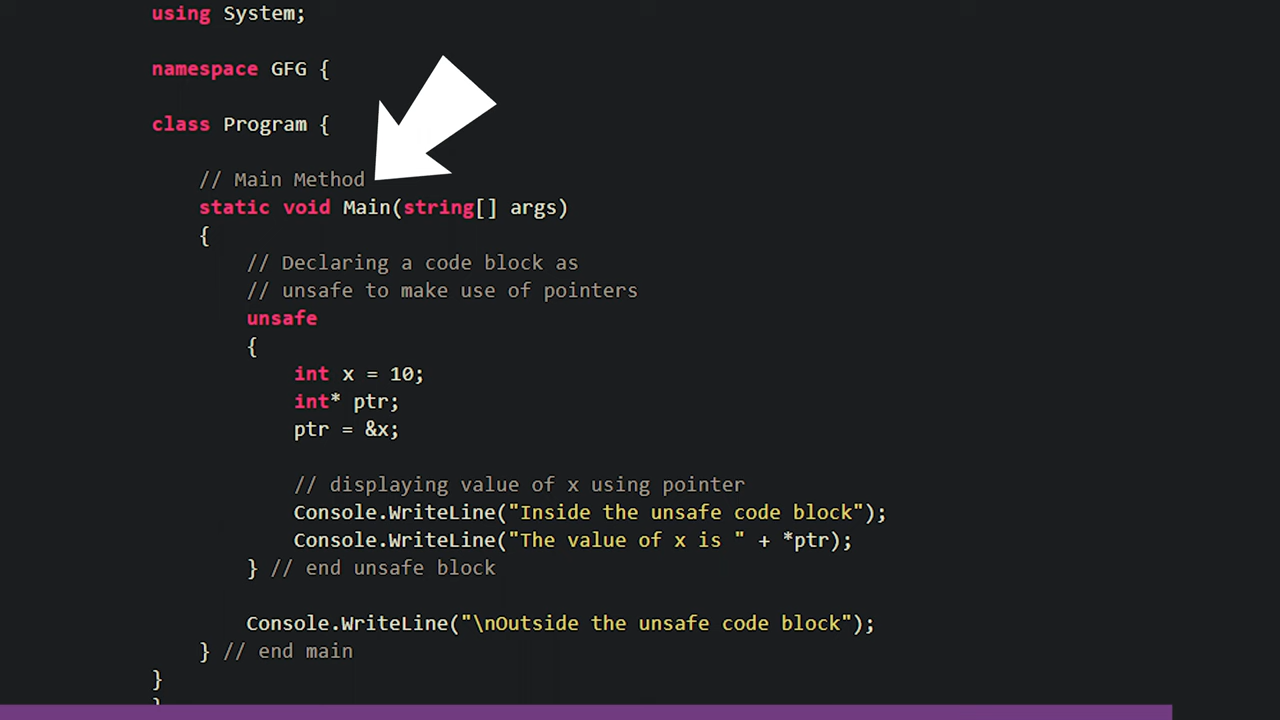 using System;
namespace GFG {
class Program {
// Main Method
static void Main(string[] args)
{
// Declaring a code block as
// unsafe to make use of pointers
unsafe
{
int x = 10;
int* ptr;
ptr = &x;
// displaying value of x using pointer
Console.WriteLine("Inside the unsafe code block");
Console.WriteLine("The value of x is " + *ptr);
} // end unsafe block
Console.WriteLine("\nOutside the unsafe code block");
} // end main
}
}